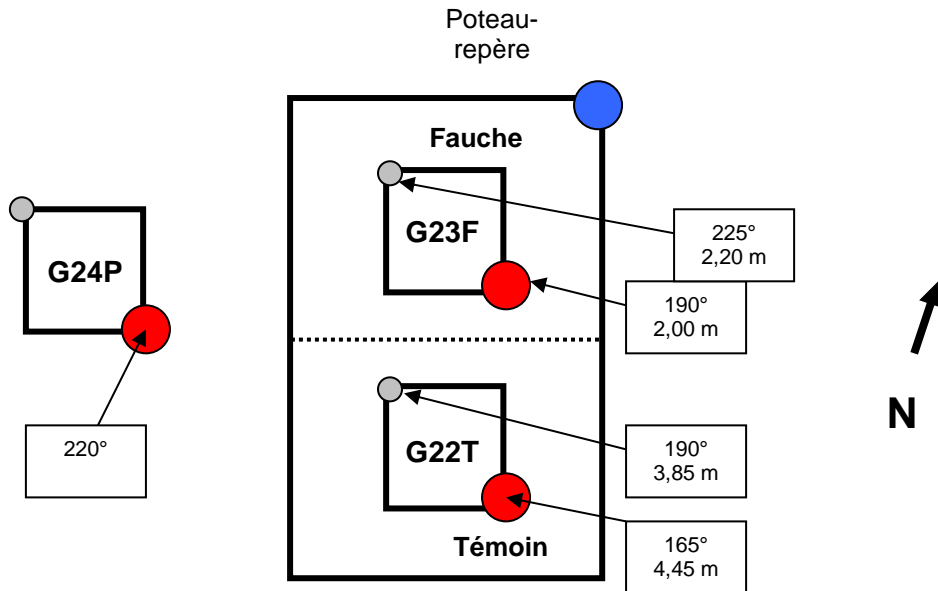 Poteau-
repère
Fauche
G23F
G24P
225°
2,20 m
190°
2,00 m
N
220°
G22T
190°
3,85 m
Témoin
165°
4,45 m